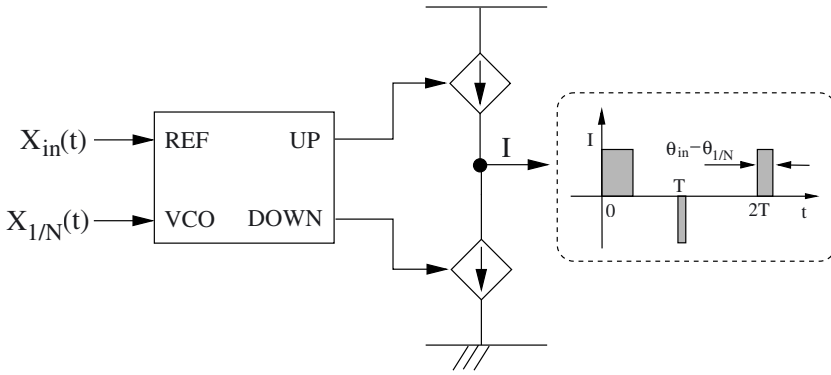 X_in(t)
REF
UP
X_1/N(t)
VCO
DOWN
I
I
θ_in−θ_1/N
T
0
2T
t